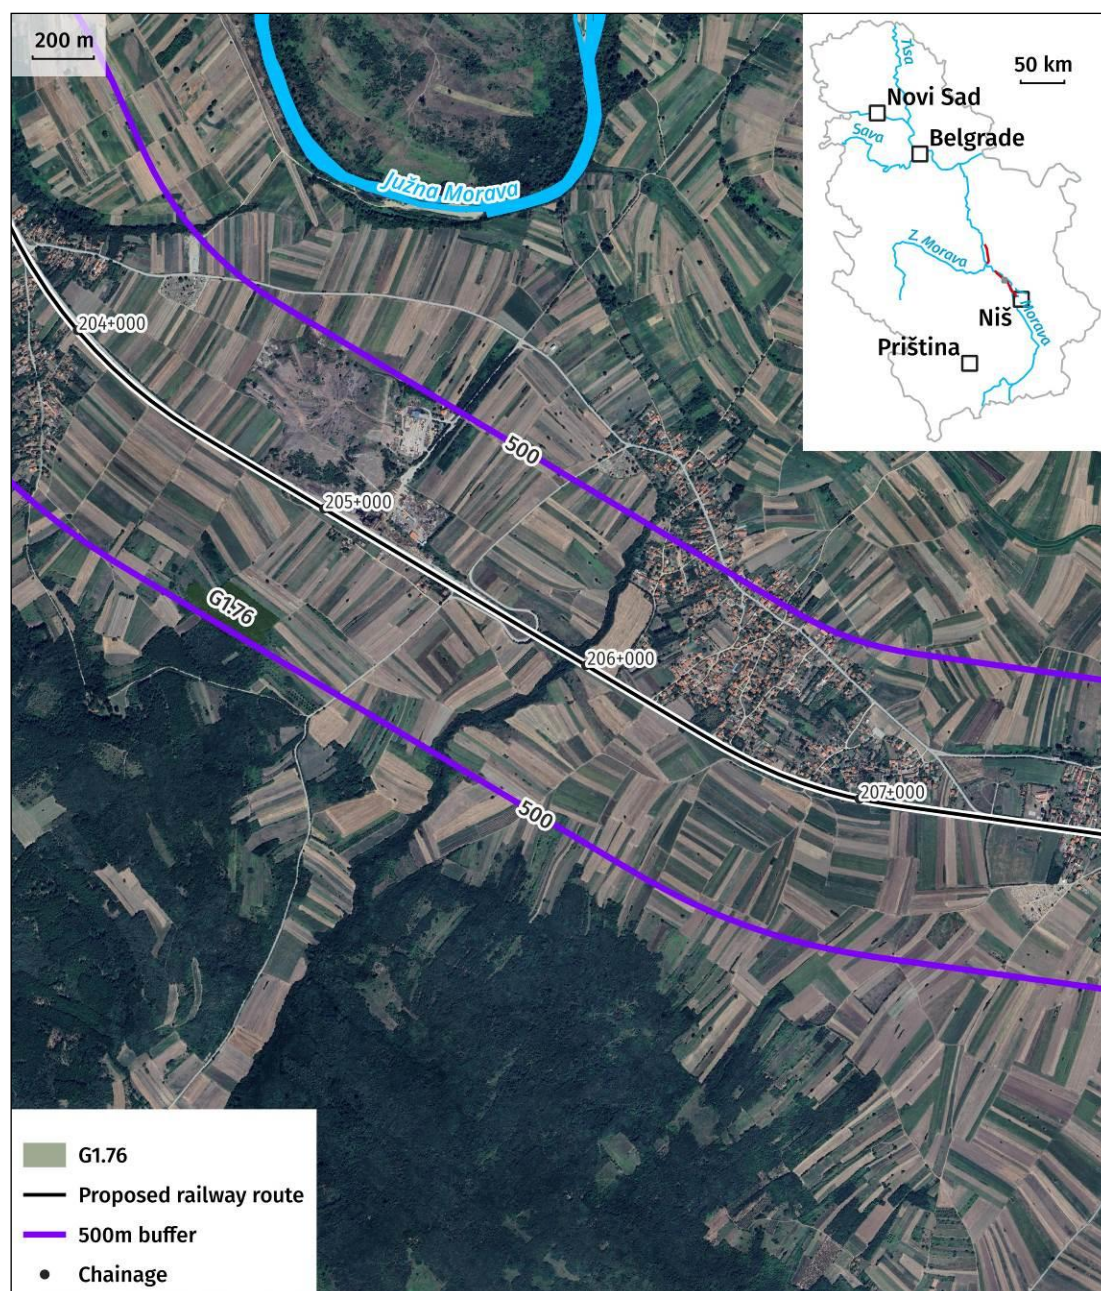 200 m
Južna Morava
204+000
500
205+000
G1.76
206+000
500
207+000
50 km
Tisa
Novi Sad
Sava
Belgrade
Z. Morava
Niš
J. Morava
Priština
G1.76
Proposed railway route
500m buffer
Chainage